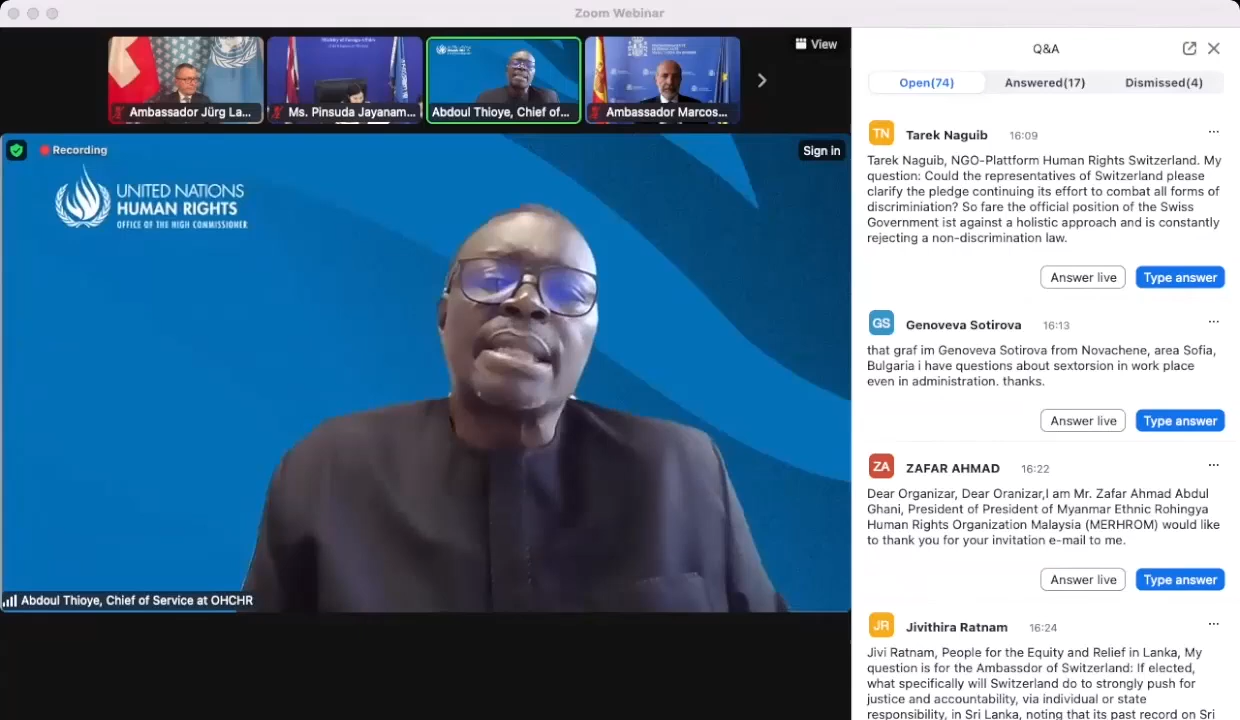 Zoom Webinar
View
Ambassador Jürg La...
Ms. Pinsuda Jayanam...
Abdoul Thioye, Chief of...
Ambassador Marcos...
Recording
Sign in
UNITED NATIONS
HUMAN RIGHTS
OFFICE OF THE HIGH COMMISSIONER
Abdoul Thioye, Chief of Service at OHCHR
Q&A
Open(74)
Answered(17)
Dismissed(4)
TN
Tarek Naguib 16:09
Tarek Naguib, NGO-Plattform Human Rights Switzerland. My
question: Could the representatives of Switzerland please
clarify the pledge continuing its effort to combat all forms of
discriminiation? So fare the official position of the Swiss
Government ist against a holistic approach and is constantly
rejecting a non-discrimination law.
Answer live
Type answer
GS
Genoveva Sotirova 16:13
that graf im Genoveva Sotirova from Novachene, area Sofia,
Bulgaria i have questions about sextorsion in work place
even in administration. thanks.
Answer live
Type answer
ZA
ZAFAR AHMAD 16:22
Dear Organizar, Dear Oranizar,I am Mr. Zafar Ahmad Abdul
Ghani, President of President of Myanmar Ethnic Rohingya
Human Rights Organization Malaysia (MERHROM) would like
to thank you for your invitation e-mail to me.
Answer live
Type answer
JR
Jivithira Ratnam 16:24
Jivi Ratnam, People for the Equity and Relief in Lanka, My
question is for the Ambassdor of Switzerland: If elected,
what specifically will Switzerland do to strongly push for
justice and accountability, via individual or state
responsibility, in Sri Lanka, noting that its past record on Sri